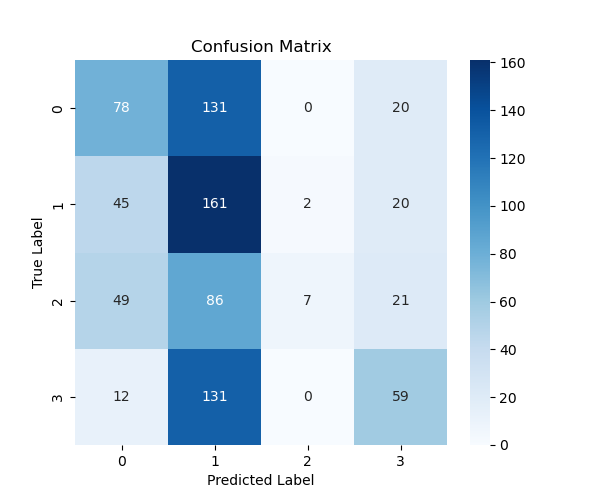 Confusion Matrix
True Label
0 78 131 0 20
1 45 161 2 20
2 49 86 7 21
3 12 131 0 59
0 1 2 3
Predicted Label
160
140
120
100
80
60
40
20
0